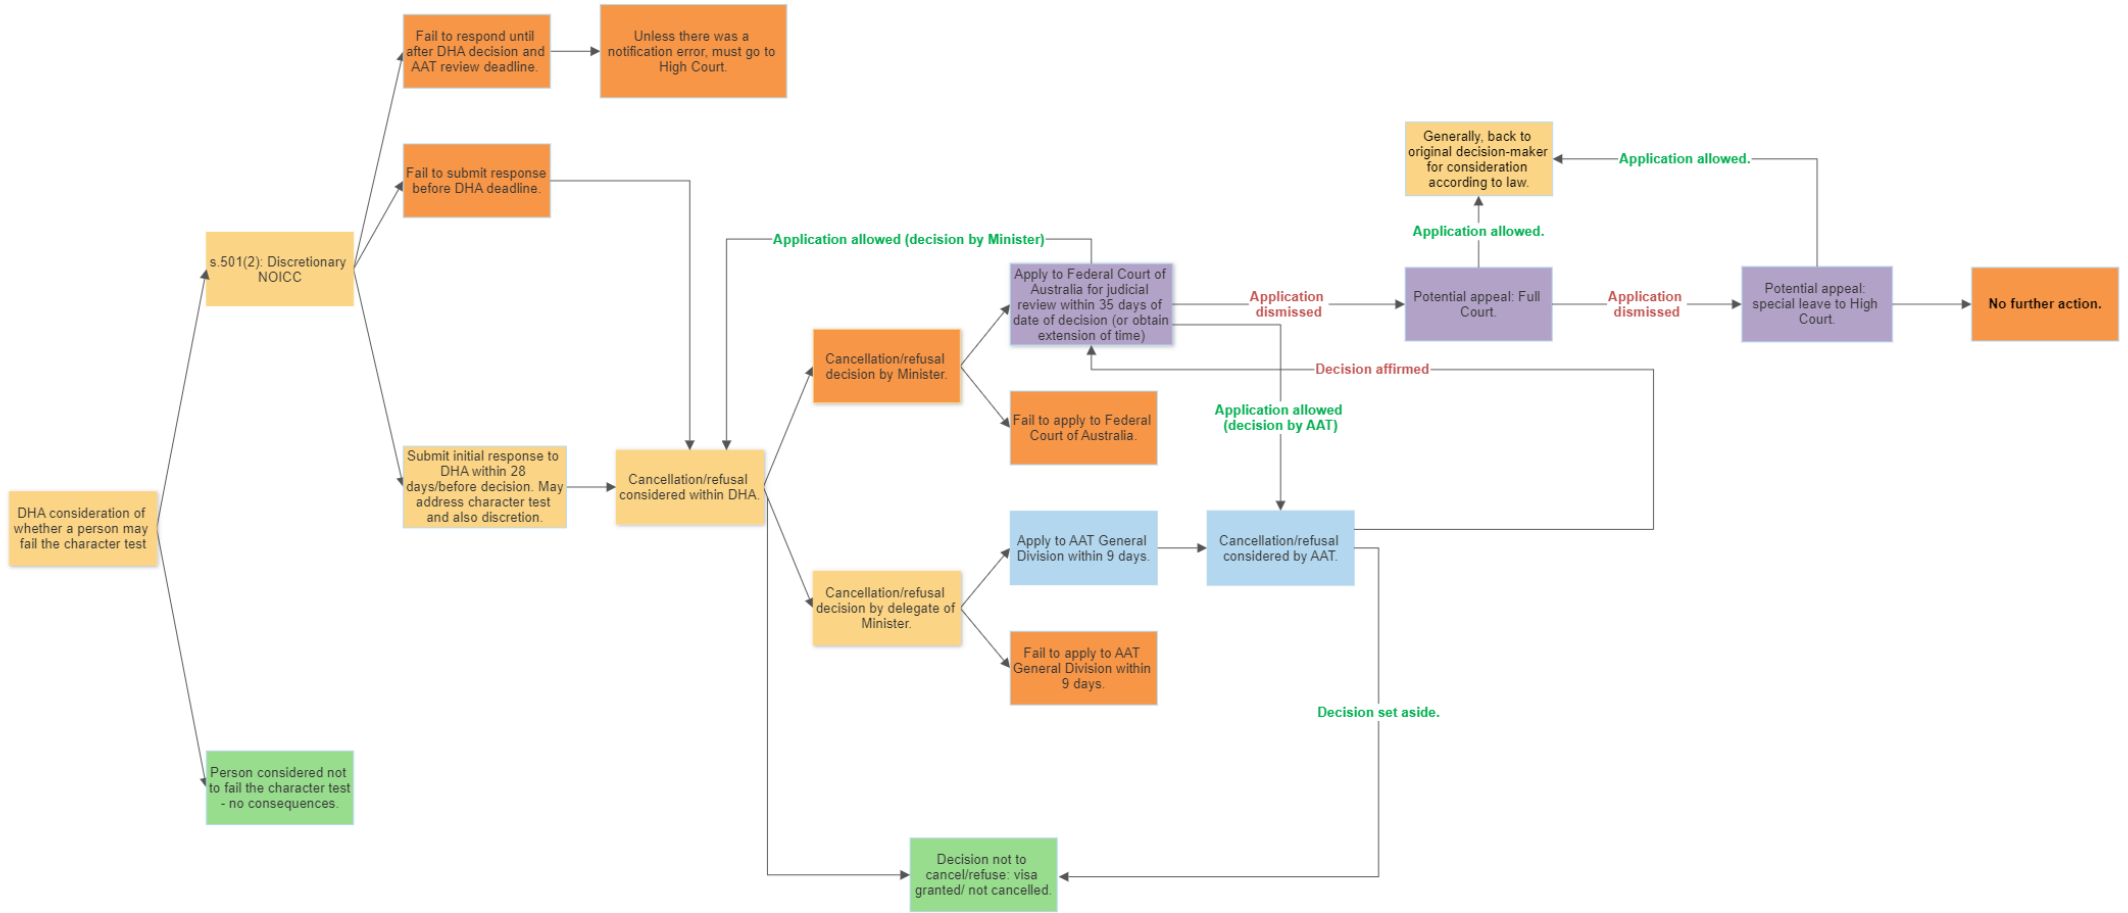 Fail to respond until
after DHA decision and
AAT review deadline.
Unless there was a
notification error, must go to
High Court.
Fail to submit response
before DHA deadline.
Generally, back to
original decision-maker
for consideration
according to law.
Application allowed.
Application allowed.
s.501(2): Discretionary
NOICC
Application allowed (decision by Minister)
Apply to Federal Court of
Australia for judicial
review within 35 days of
date of decision (or obtain
extension of time)
Application
dismissed
Potential appeal: Full
Court.
Application
dismissed
Potential appeal:
special leave to High
Court.
No further action.
Cancellation/refusal
decision by Minister.
Decision affirmed
Fail to apply to Federal
Court of Australia.
Application allowed
(decision by AAT)
Submit initial response to
DHA within 28
days/before decision. May
address character test
and also discretion.
Cancellation/refusal
considered within DHA.
DHA consideration of
whether a person may
fail the character test
Apply to AAT General
Division within 9 days.
Cancellation/refusal
considered by AAT.
Cancellation/refusal
decision by delegate of
Minister.
Fail to apply to AAT
General Division within
9 days.
Decision set aside.
Person considered not
to fail the character test
- no consequences.
Decision not to
cancel/refuse: visa
granted/ not cancelled.